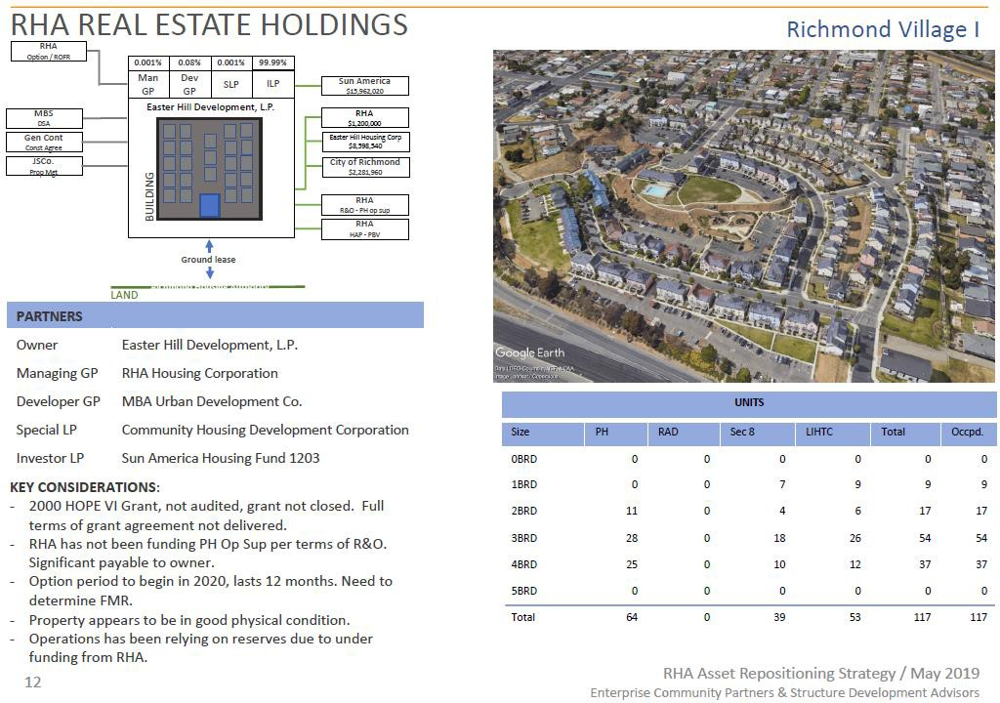 RHA REAL ESTATE HOLDINGS
Richmond Village I
RHA
Option / ROFR
0.001% 0.08% 0.001% 99.99%
Man GP Dev GP SLP ILP
Easter Hill Development, L.P.
BUILDING
MBS
DSA
Gen Cont
Const Agree
JSCo.
Prop Mgt
Sun America
$15,962,020
RHA
$1,200,000
Easter Hill Housing Corp
$8,598,540
City of Richmond
$2,281,960
RHA
R&O - PH op sup
RHA
HAP - PBV
Ground lease
LAND
Google Earth
PARTNERS
Owner Easter Hill Development, L.P.
Managing GP RHA Housing Corporation
Developer GP MBA Urban Development Co.
Special LP Community Housing Development Corporation
Investor LP Sun America Housing Fund 1203
KEY CONSIDERATIONS:
- 2000 HOPE VI Grant, not audited, grant not closed. Full
terms of grant agreement not delivered.
- RHA has not been funding PH Op Sup per terms of R&O.
Significant payable to owner.
- Option period to begin in 2020, lasts 12 months. Need to
determine FMR.
- Property appears to be in good physical condition.
- Operations has been relying on reserves due to under
funding from RHA.
UNITS
Size PH RAD Sec 8 LIHTC Total Occpd.
0BRD 0 0 0 0 0 0
1BRD 0 0 7 9 9 9
2BRD 11 0 4 6 17 17
3BRD 28 0 18 26 54 54
4BRD 25 0 10 12 37 37
5BRD 0 0 0 0 0 0
Total 64 0 39 53 117 117
12
RHA Asset Repositioning Strategy / May 2019
Enterprise Community Partners & Structure Development Advisors